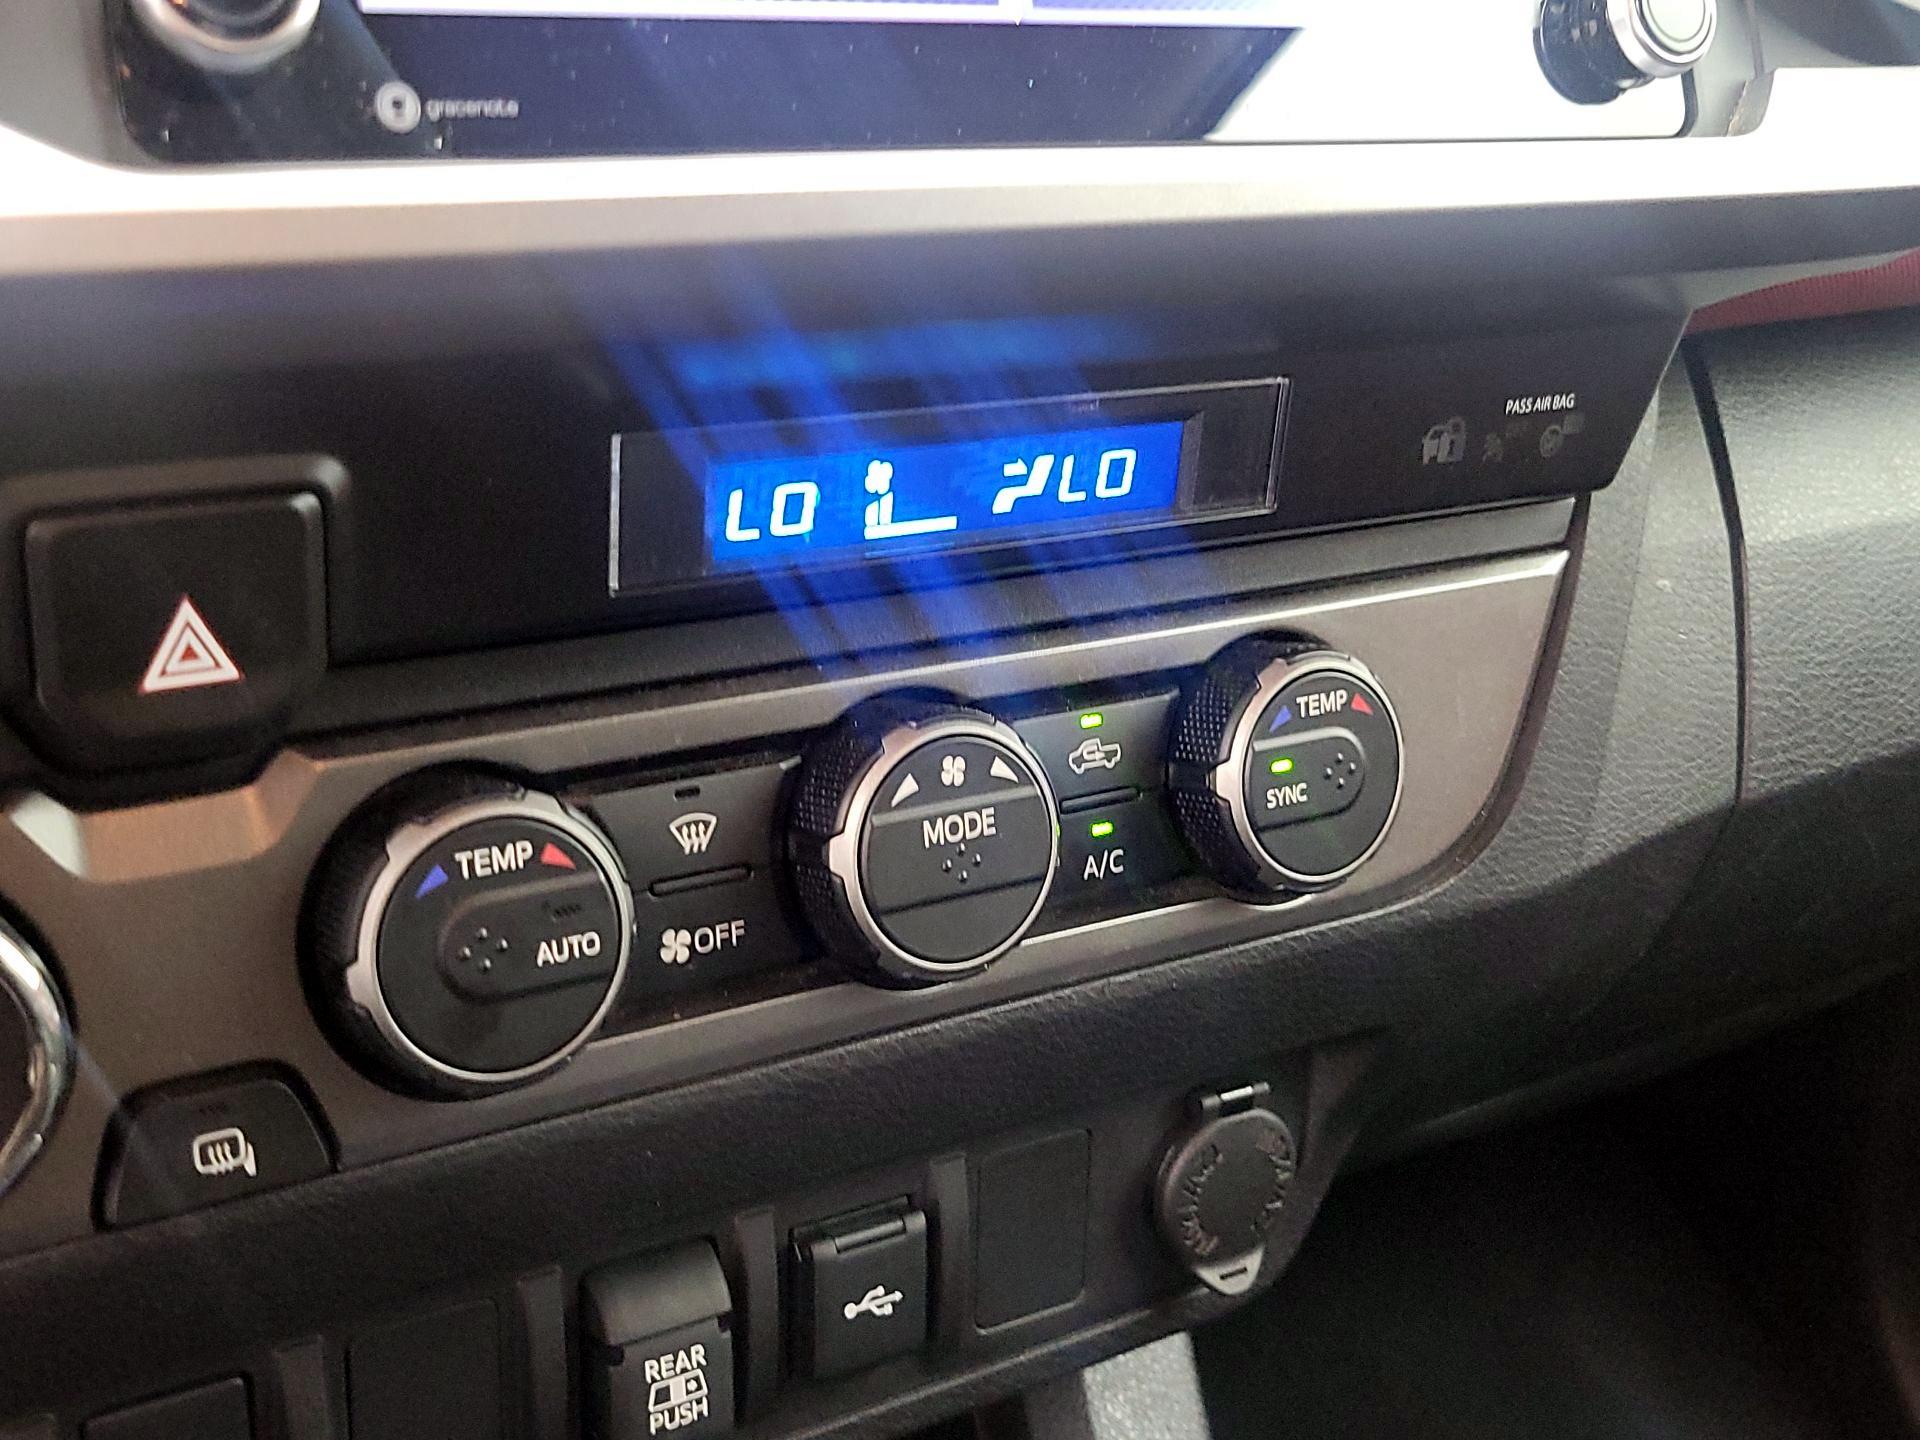 gracenote
PASS AIR BAG
LO LO
TEMP
SYNC
MODE
A/C
TEMP
AUTO
OFF
REAR
PUSH